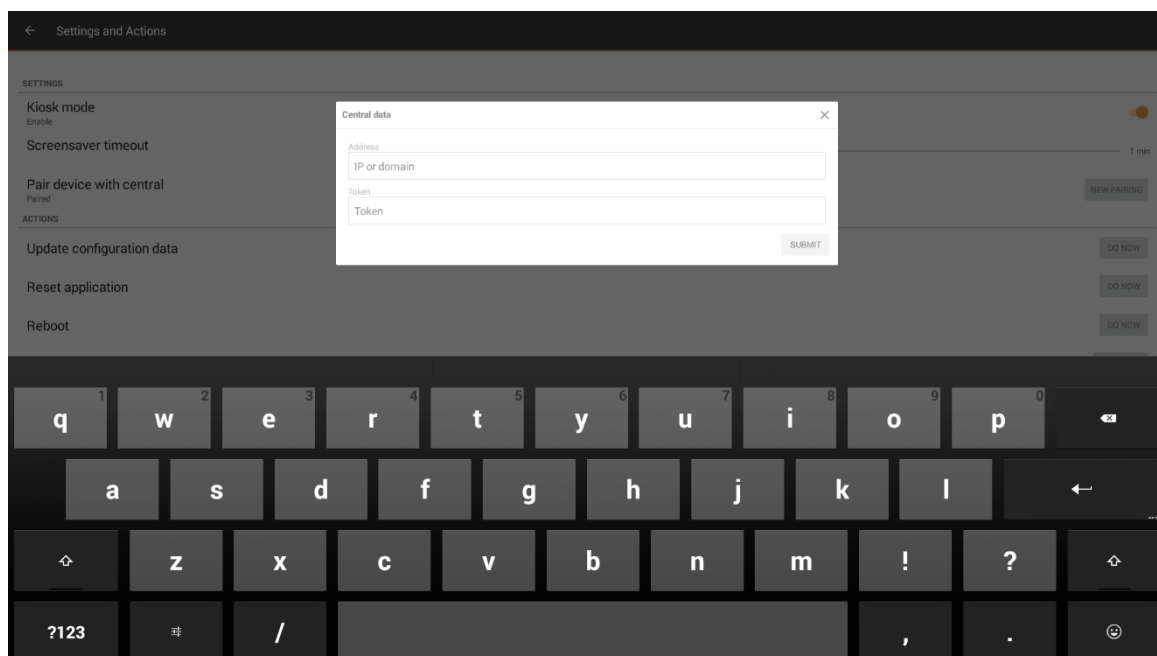 Settings and Actions
SETTINGS
Kiosk mode
Enable
Screensaver timeout
1 min
Pair device with central
Paired
NEW PAIRING
ACTIONS
Update configuration data
DO NOW
Reset application
DO NOW
Reboot
DO NOW
Central data
Address
IP or domain
Token
Token
SUBMIT
1 2 3 4 5 6 7 8 9 0
q w e r t y u i o p
a s d f g h j k l
z x c v b n m ! ?
?123 / , .